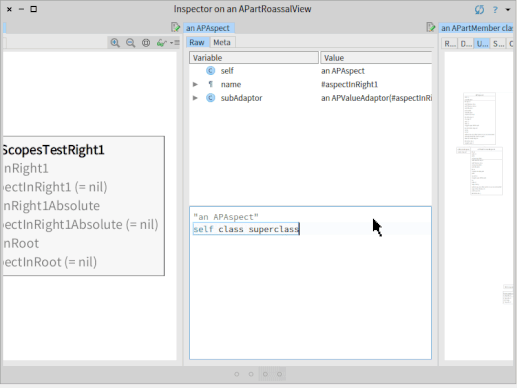 Inspector on an APartRoassalView
an APAspect
an APartMember cla
Raw Meta
R... D... U... S...
Variable Value
self an APAspect
name #aspectInRight1
subAdaptor an APValueAdaptor(#aspectInRi
ScopesTestRight1
nRight1
ectInRight1 (= nil)
nRight1Absolute
ectInRight1Absolute (= nil)
nRoot
ectInRoot (= nil)
"an APAspect"
self class superclass